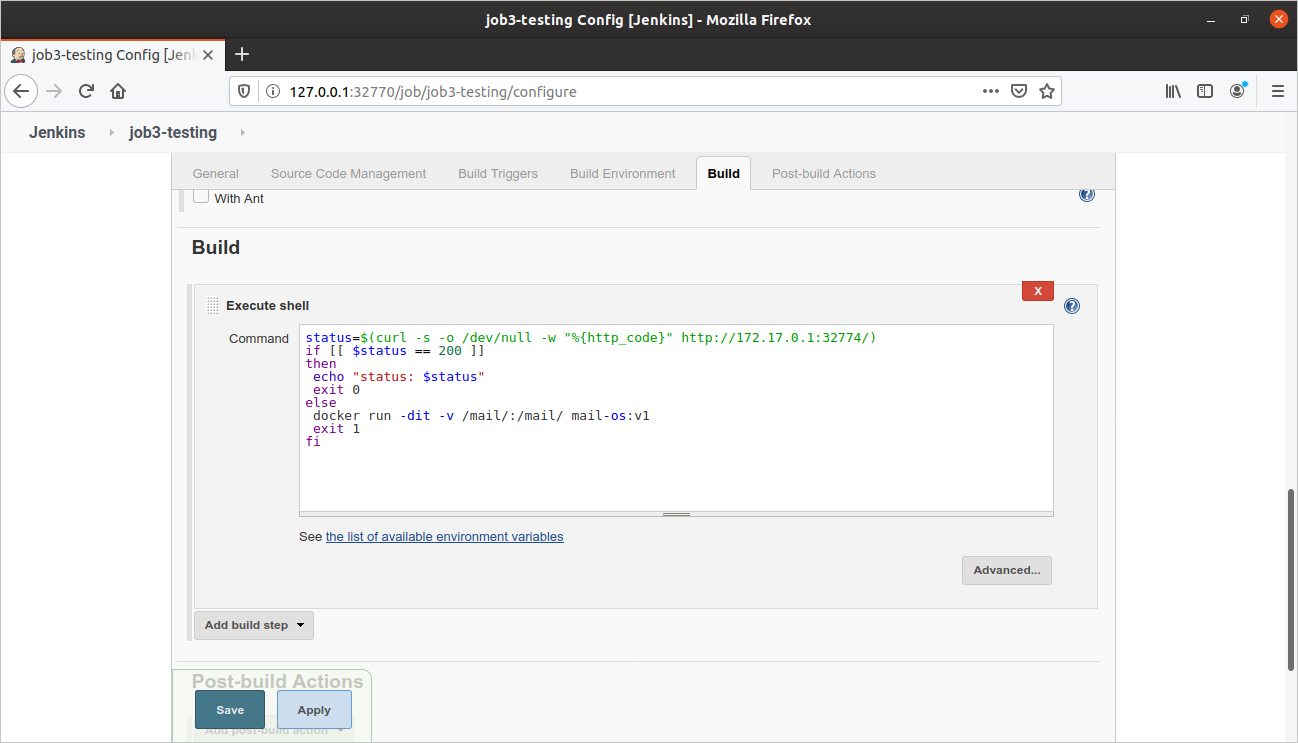 job3-testing Config [Jenkins] - Mozilla Firefox
job3-testing Config [Jen
127.0.0.1:32770/job/job3-testing/configure
Jenkins
job3-testing
General
Source Code Management
Build Triggers
Build Environment
Build
Post-build Actions
With Ant
Build
X
Execute shell
Command
status=$(curl -s -o /dev/null -w "%{http_code}" http://172.17.0.1:32774/)
if [[ $status == 200 ]]
then
 echo "status: $status"
 exit 0
else
 docker run -dit -v /mail/:/mail/ mail-os:v1
 exit 1
fi
See the list of available environment variables
Advanced...
Add build step
Post-build Actions
Save
Apply
Add post-build action